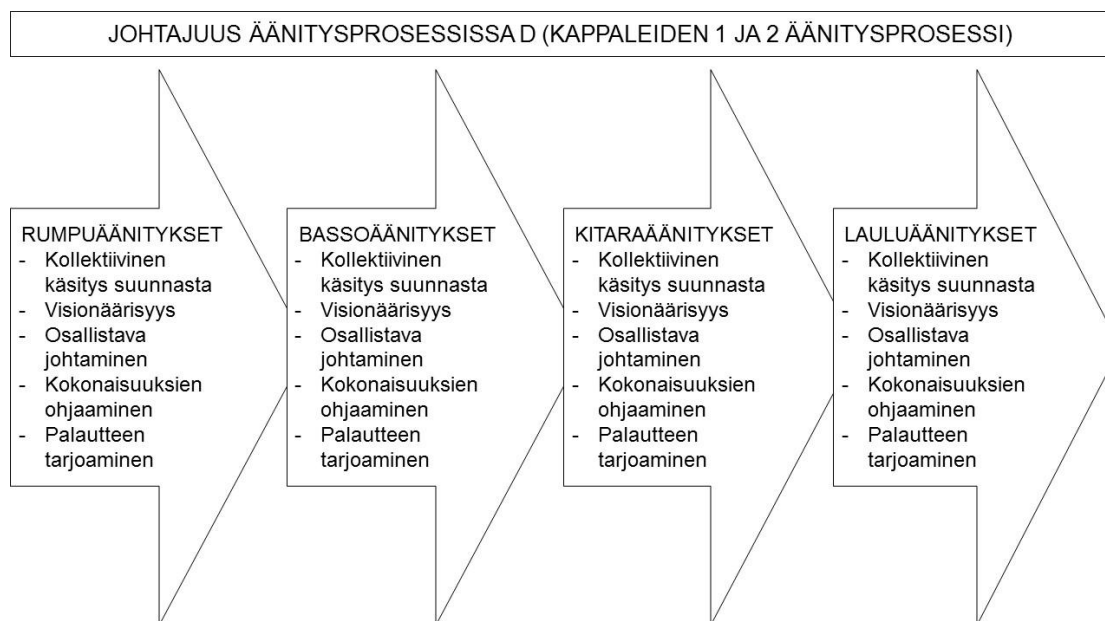 JOHTAJUUS ÄÄNITYSPROSESSISSA D (KAPPALEIDEN 1 JA 2 ÄÄNITYSPROSESSI)
RUMPUÄÄNITYKSET
- Kollektiivinen
käsitys suunnasta
- Visionäärisyys
- Osallistava
johtaminen
- Kokonaisuuksien
ohjaaminen
- Palautteen
tarjoaminen
BASSOÄÄNITYKSET
- Kollektiivinen
käsitys suunnasta
- Visionäärisyys
- Osallistava
johtaminen
- Kokonaisuuksien
ohjaaminen
- Palautteen
tarjoaminen
KITARAÄÄNITYKSET
- Kollektiivinen
käsitys suunnasta
- Visionäärisyys
- Osallistava
johtaminen
- Kokonaisuuksien
ohjaaminen
- Palautteen
tarjoaminen
LAULUÄÄNITYKSET
- Kollektiivinen
käsitys suunnasta
- Visionäärisyys
- Osallistava
johtaminen
- Kokonaisuuksien
ohjaaminen
- Palautteen
tarjoaminen